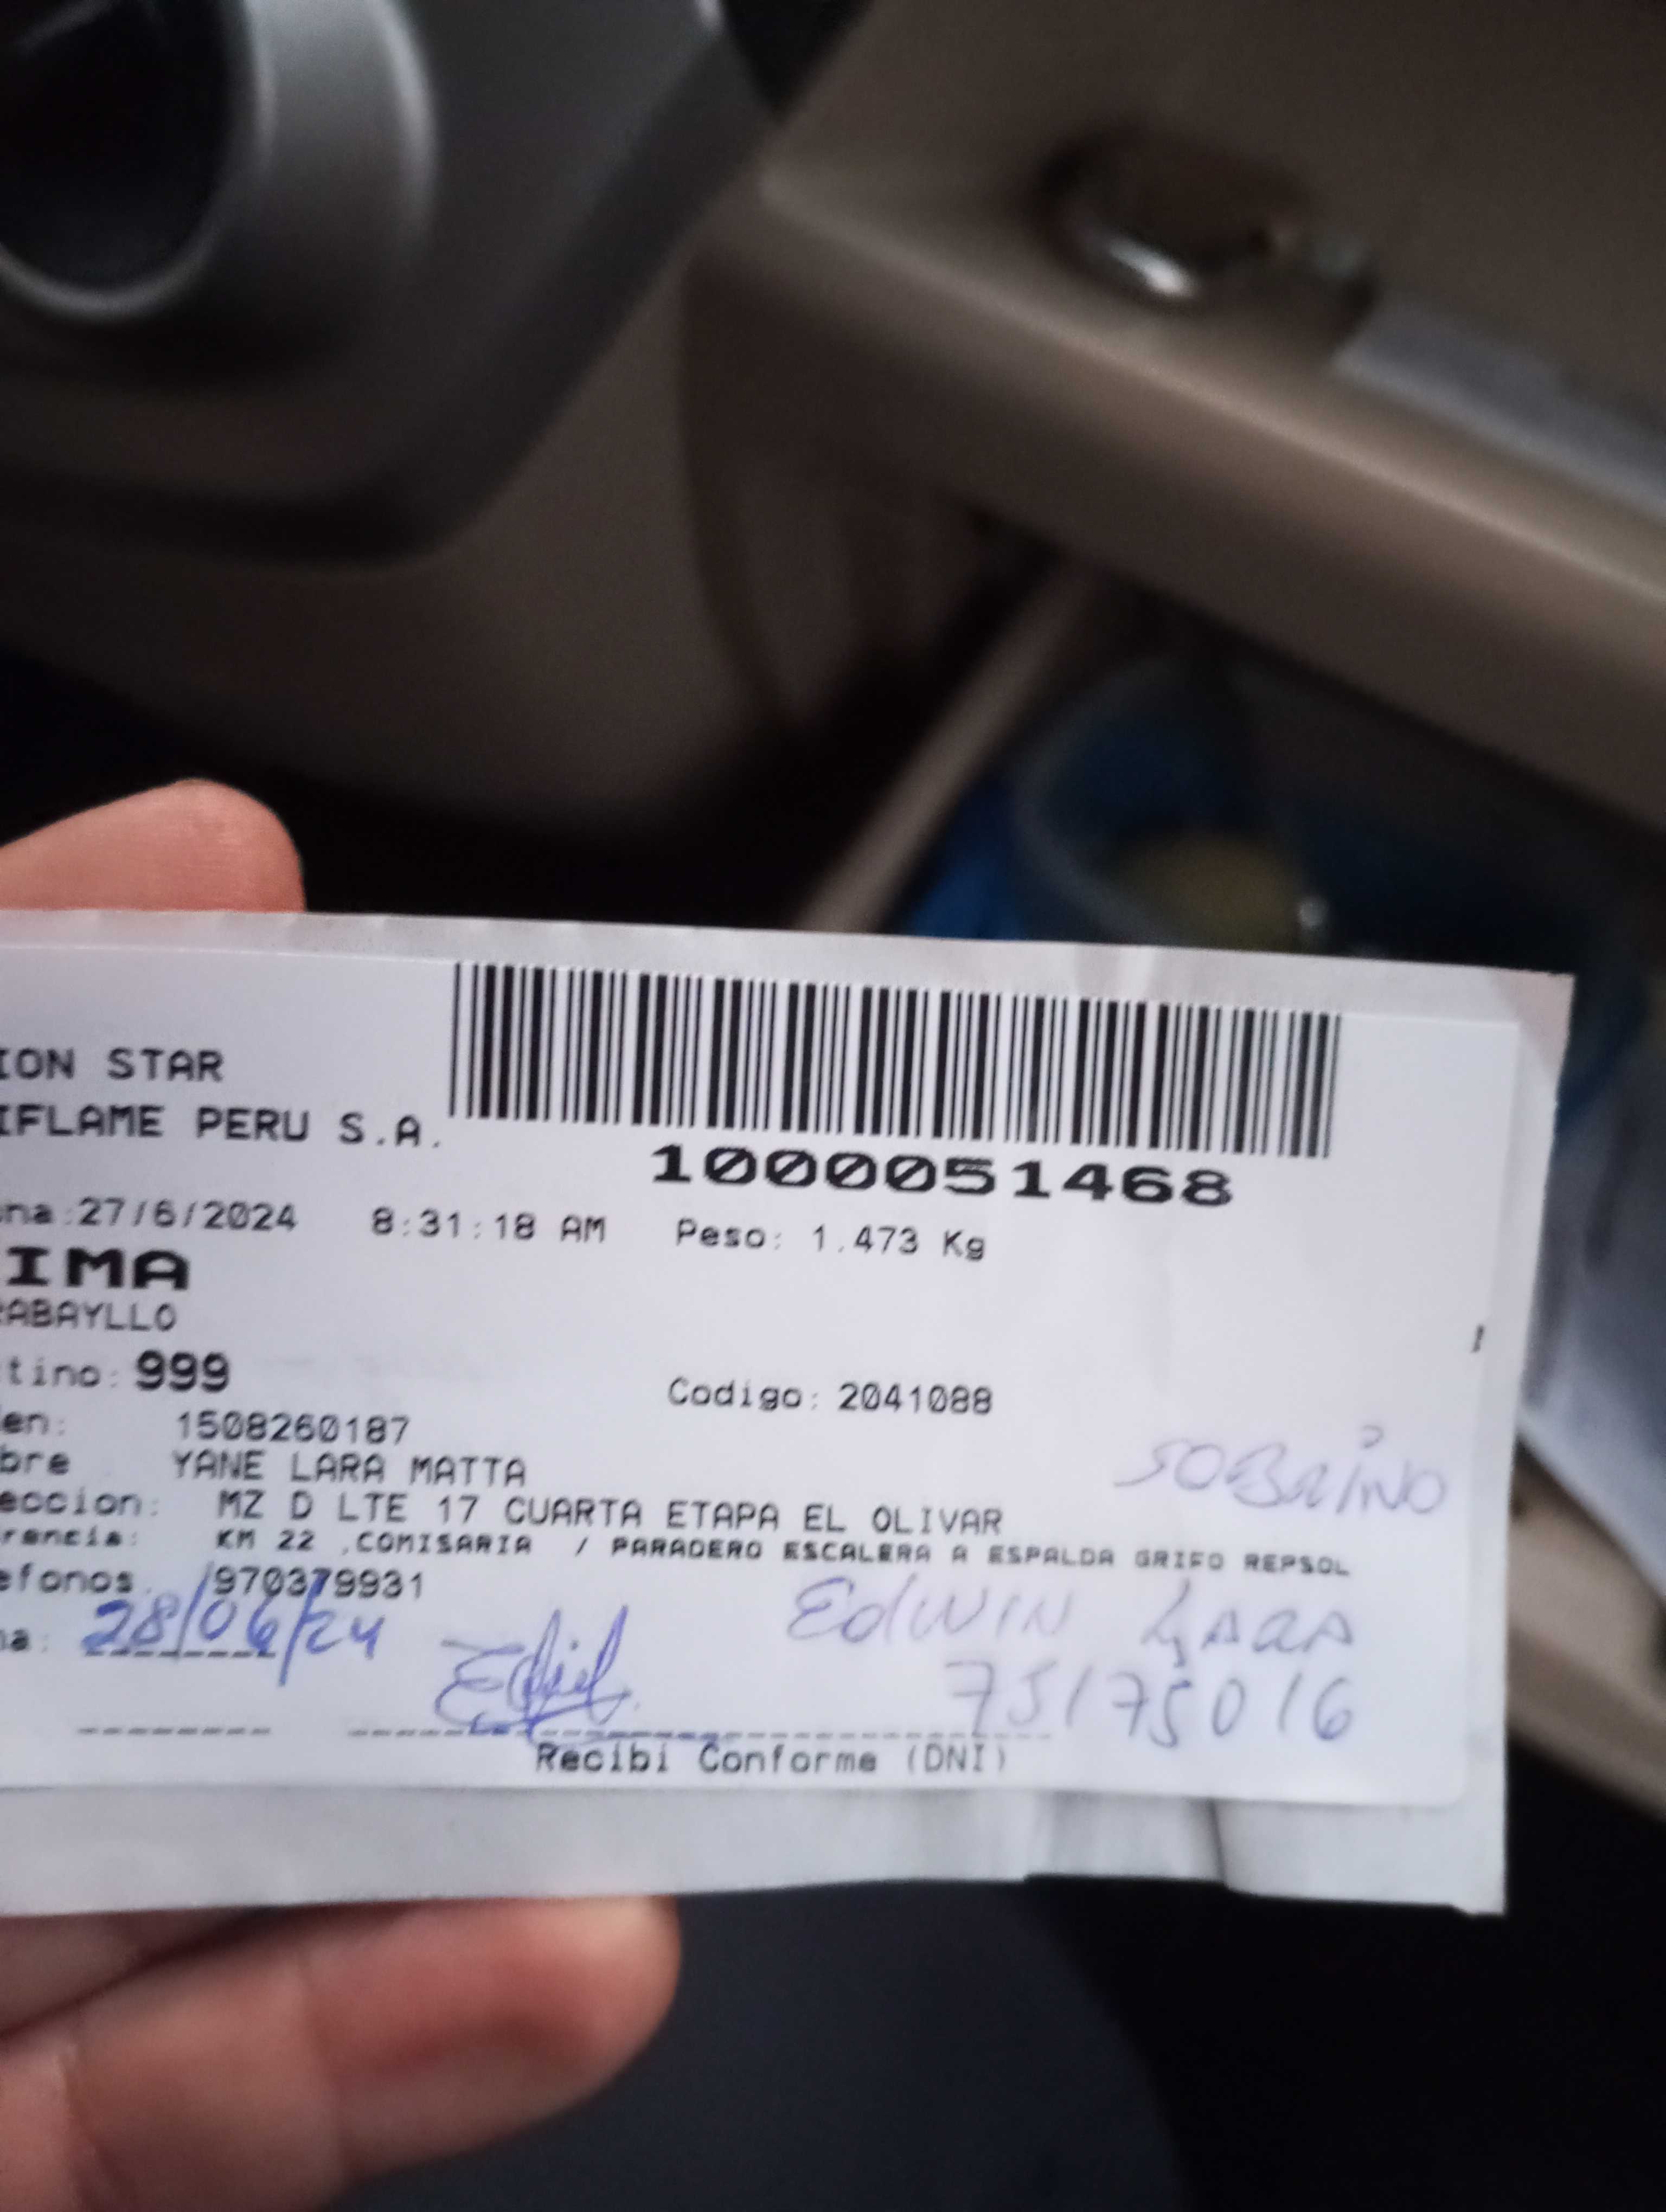 ION STAR
IFLAME PERU S.A.
1000051468
na:27/6/2024 8:31:18 AM Peso: 1.473 Kg
IMA
ABAYLLO
tino: 999
Codigo: 2041088
en: 1508260187
bre YANE LARA MATTA
SOBRINO
eccion: MZ D LTE 17 CUARTA ETAPA EL OLIVAR
rencia: KM 22 ,COMISARIA / PARADERO ESCALERA A ESPALDA GRIFO REPSOL
efonos /970379931
EdWIN LARA
a: 28/06/24
75175016
Recibi Conforme (DNI)